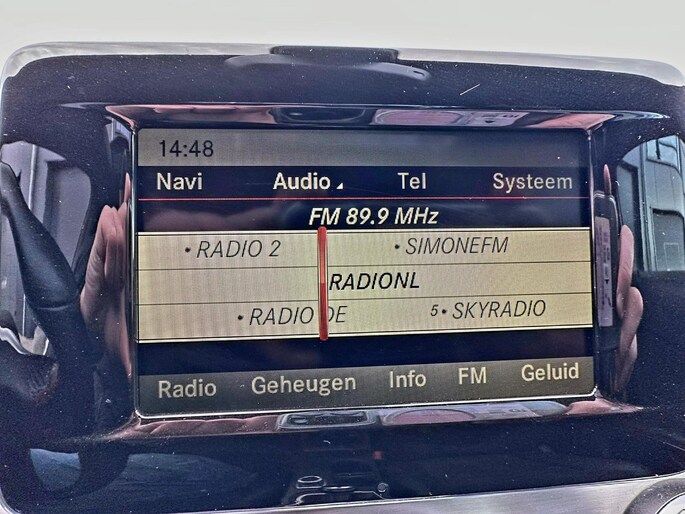 14:48
Navi Audio Tel Systeem
FM 89.9 MHz
• RADIO 2 • SIMONEFM
RADIONL
• RADIO DE 5• SKYRADIO
Radio Geheugen Info FM Geluid